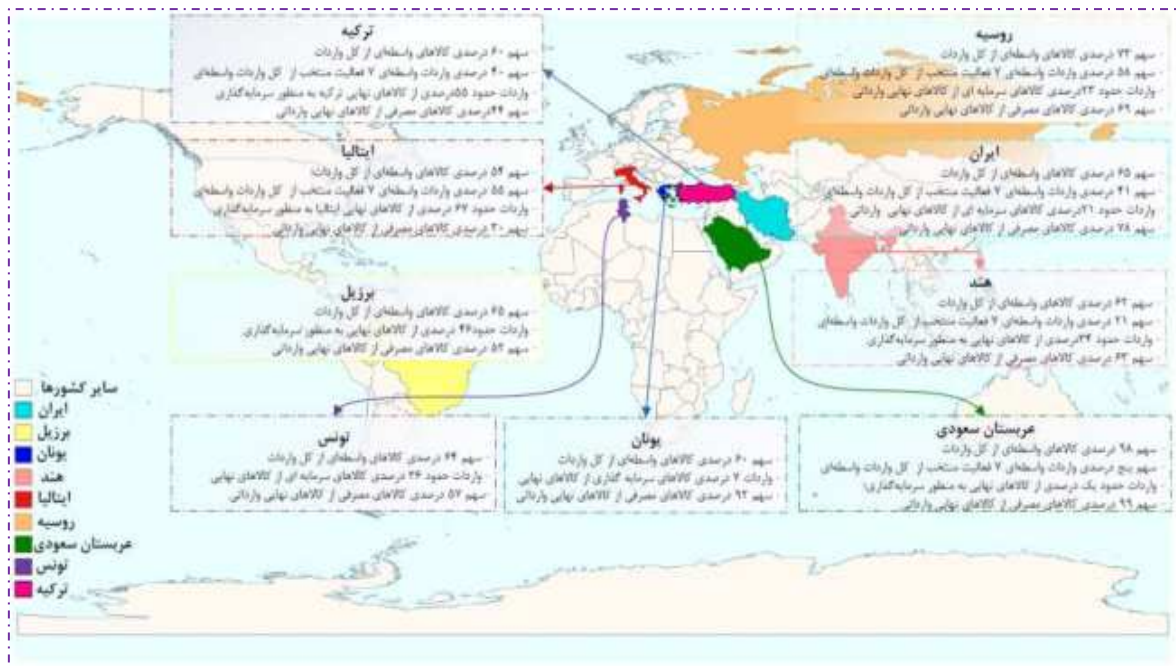 ترکیه
سهم ۶۰ درصدی کالاهای واسطه‌ای از کل واردات
سهم ۴۰ درصدی واردات واسطه‌ای ۷ فعالیت منتخب از کل واردات واسطه‌ای
واردات حدود ۵۵درصدی از کالاهای نهایی ترکیه به منظور سرمایه‌گذاری
سهم ۴۴درصدی کالاهای مصرفی از کالاهای نهایی وارداتی
روسیه
سهم ۷۳ درصدی کالاهای واسطه‌ای از کل واردات
سهم ۵۸ درصدی واردات واسطه‌ای ۷ فعالیت منتخب از کل واردات واسطه‌ای
واردات حدود ۲۳درصدی کالاهای سرمایه ای از کالاهای نهایی وارداتی
سهم ۶۹ درصدی کالاهای مصرفی از کالاهای نهایی وارداتی
ایتالیا
سهم ۵۴ درصدی کالاهای واسطه‌ای از کل واردات
سهم ۵۵ درصدی واردات واسطه‌ای ۷ فعالیت منتخب از کل واردات واسطه‌ای
واردات حدود ۶۷ درصدی از کالاهای نهایی ایتالیا به منظور سرمایه‌گذاری
سهم ۳۰ درصدی کالاهای مصرفی از کالاهای نهایی وارداتی
ایران
سهم ۶۵ درصدی کالاهای واسطه‌ای از کل واردات
سهم ۴۱ درصدی واردات واسطه‌ای ۷ فعالیت منتخب از کل واردات واسطه‌ای
واردات حدود ۲۱درصدی کالاهای سرمایه ای از کالاهای نهایی وارداتی
سهم ۷۸ درصدی کالاهای مصرفی از کالاهای نهایی وارداتی
برزیل
سهم ۶۵ درصدی کالاهای واسطه‌ای از کل واردات
واردات حدود۴۶ درصدی از کالاهای نهایی به منظور سرمایه‌گذاری
سهم ۵۲ درصدی کالاهای مصرفی از کالاهای نهایی وارداتی
هند
سهم ۶۲ درصدی کالاهای واسطه‌ای از کل واردات
سهم ۲۱ درصدی واردات واسطه‌ای ۷ فعالیت منتخب از کل واردات واسطه‌ای
واردات حدود ۳۴درصدی از کالاهای نهایی به منظور سرمایه‌گذاری
سهم ۶۳ درصدی کالاهای مصرفی از کالاهای نهایی وارداتی
تونس
سهم ۶۴ درصدی کالاهای واسطه‌ای از کل واردات
واردات حدود ۳۶ درصدی کالاهای سرمایه ای از کالاهای نهایی
سهم ۵۷ درصدی کالاهای مصرفی از کالاهای نهایی وارداتی
یونان
سهم ۶۰ درصدی کالاهای واسطه‌ای از کل واردات
واردات ۷ درصدی کالاهای سرمایه گذاری از کالاهای نهایی
سهم ۹۲ درصدی کالاهای مصرفی از کالاهای نهایی وارداتی
عربستان سعودی
سهم ۹۸ درصدی کالاهای واسطه‌ای از کل واردات
سهم پنج درصدی واردات واسطه‌ای ۷ فعالیت منتخب از کل واردات واسطه‌ای
واردات حدود یک درصدی از کالاهای نهایی به منظور سرمایه‌گذاری
سهم ۹۹ درصدی کالاهای مصرفی از کالاهای نهایی وارداتی
سایر کشورها
ایران
برزیل
یونان
هند
ایتالیا
روسیه
عربستان سعودی
تونس
ترکیه